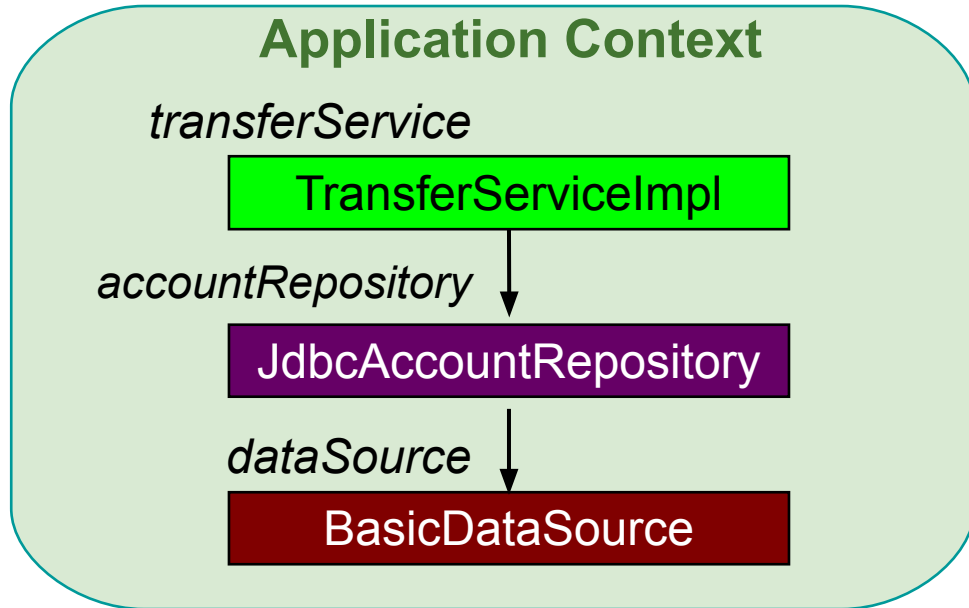 Application Context
transferService
TransferServiceImpl
accountRepository
JdbcAccountRepository
dataSource
BasicDataSource